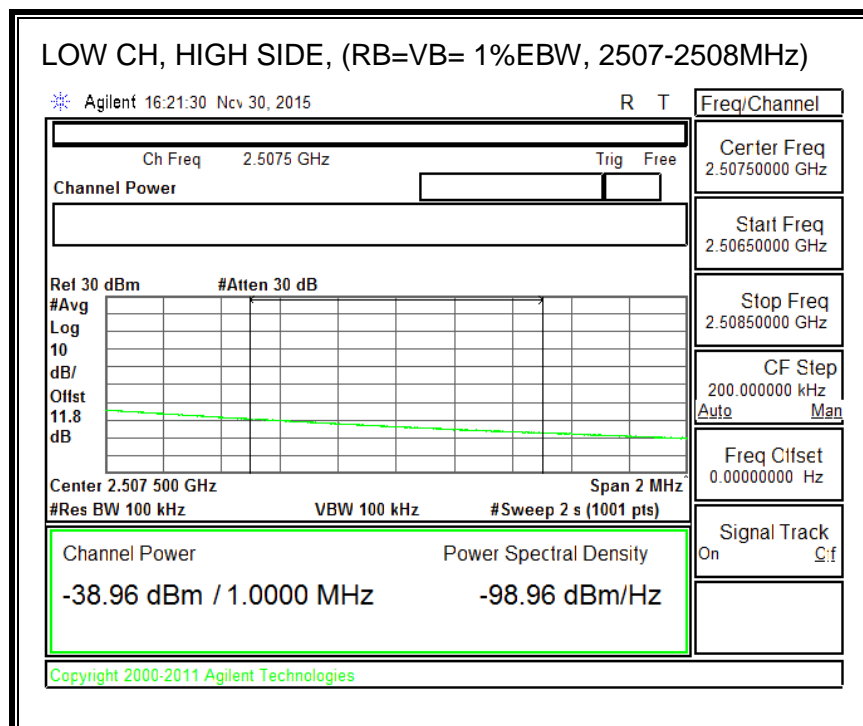 LOW CH, HIGH SIDE, (RB=VB= 1%EBW, 2507-2508MHz)
Agilent 16:21:30 Nov 30, 2015 R T
Freq/Channel
Ch Freq 2.5075 GHz Trig Free
Channel Power
Center Freq
2.50750000 GHz
Start Freq
2.50650000 GHz
Stop Freq
2.50850000 GHz
CF Step
200.000000 kHz
Auto Man
Freq Offset
0.00000000 Hz
Signal Track
On Off
Ref 30 dBm #Atten 30 dB
#Avg
Log
10
dB/
Offst
11.8
dB
Center 2.507 500 GHz Span 2 MHz
#Res BW 100 kHz VBW 100 kHz #Sweep 2 s (1001 pts)
Channel Power Power Spectral Density
-38.96 dBm / 1.0000 MHz -98.96 dBm/Hz
Copyright 2000-2011 Agilent Technologies